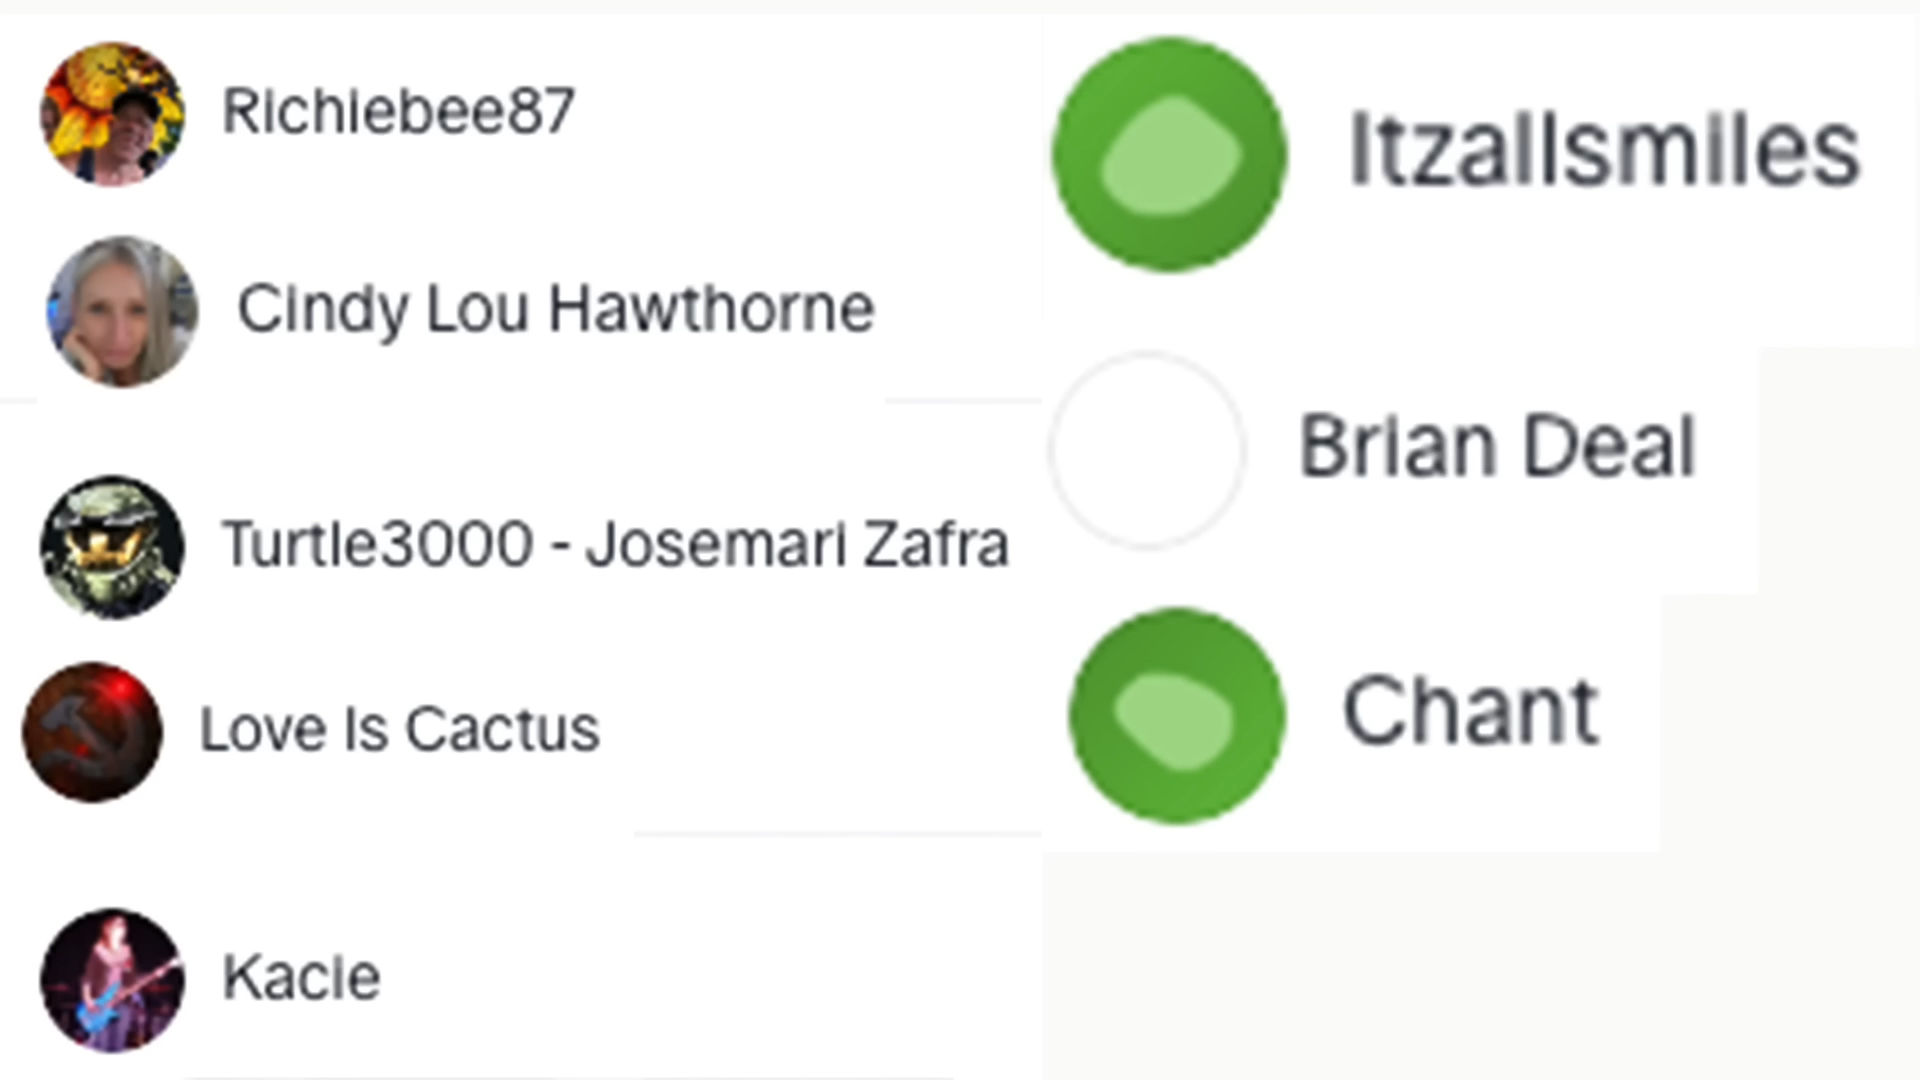 Richiebee87
Cindy Lou Hawthorne
Turtle3000 - Josemari Zafra
Love Is Cactus
Kacie
Itzallsmiles
Brian Deal
Chant